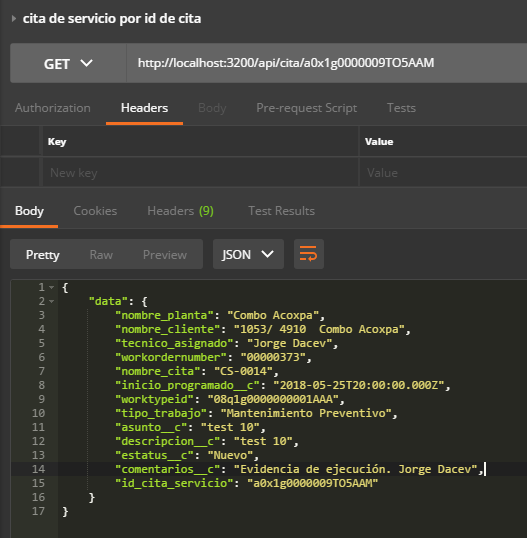 cita de servicio por id de cita
GET http://localhost:3200/api/cita/a0x1g0000009TO5AAM
Authorization Headers Body Pre-request Script Tests
Key Value
New key Value
Body Cookies Headers (9) Test Results
Pretty Raw Preview JSON
1 {
2 "data": {
3 "nombre_planta": "Combo Acoxpa",
4 "nombre_cliente": "1053/ 4910  Combo Acoxpa",
5 "tecnico_asignado": "Jorge Dacev",
6 "workordernumber": "00000373",
7 "nombre_cita": "CS-0014",
8 "inicio_programado__c": "2018-05-25T20:00:00.000Z",
9 "worktypeid": "08q1g0000000001AAA",
10 "tipo_trabajo": "Mantenimiento Preventivo",
11 "asunto__c": "test 10",
12 "descripcion__c": "test 10",
13 "estatus__c": "Nuevo",
14 "comentarios__c": "Evidencia de ejecución. Jorge Dacev",
15 "id_cita_servicio": "a0x1g0000009TO5AAM"
16 }
17 }